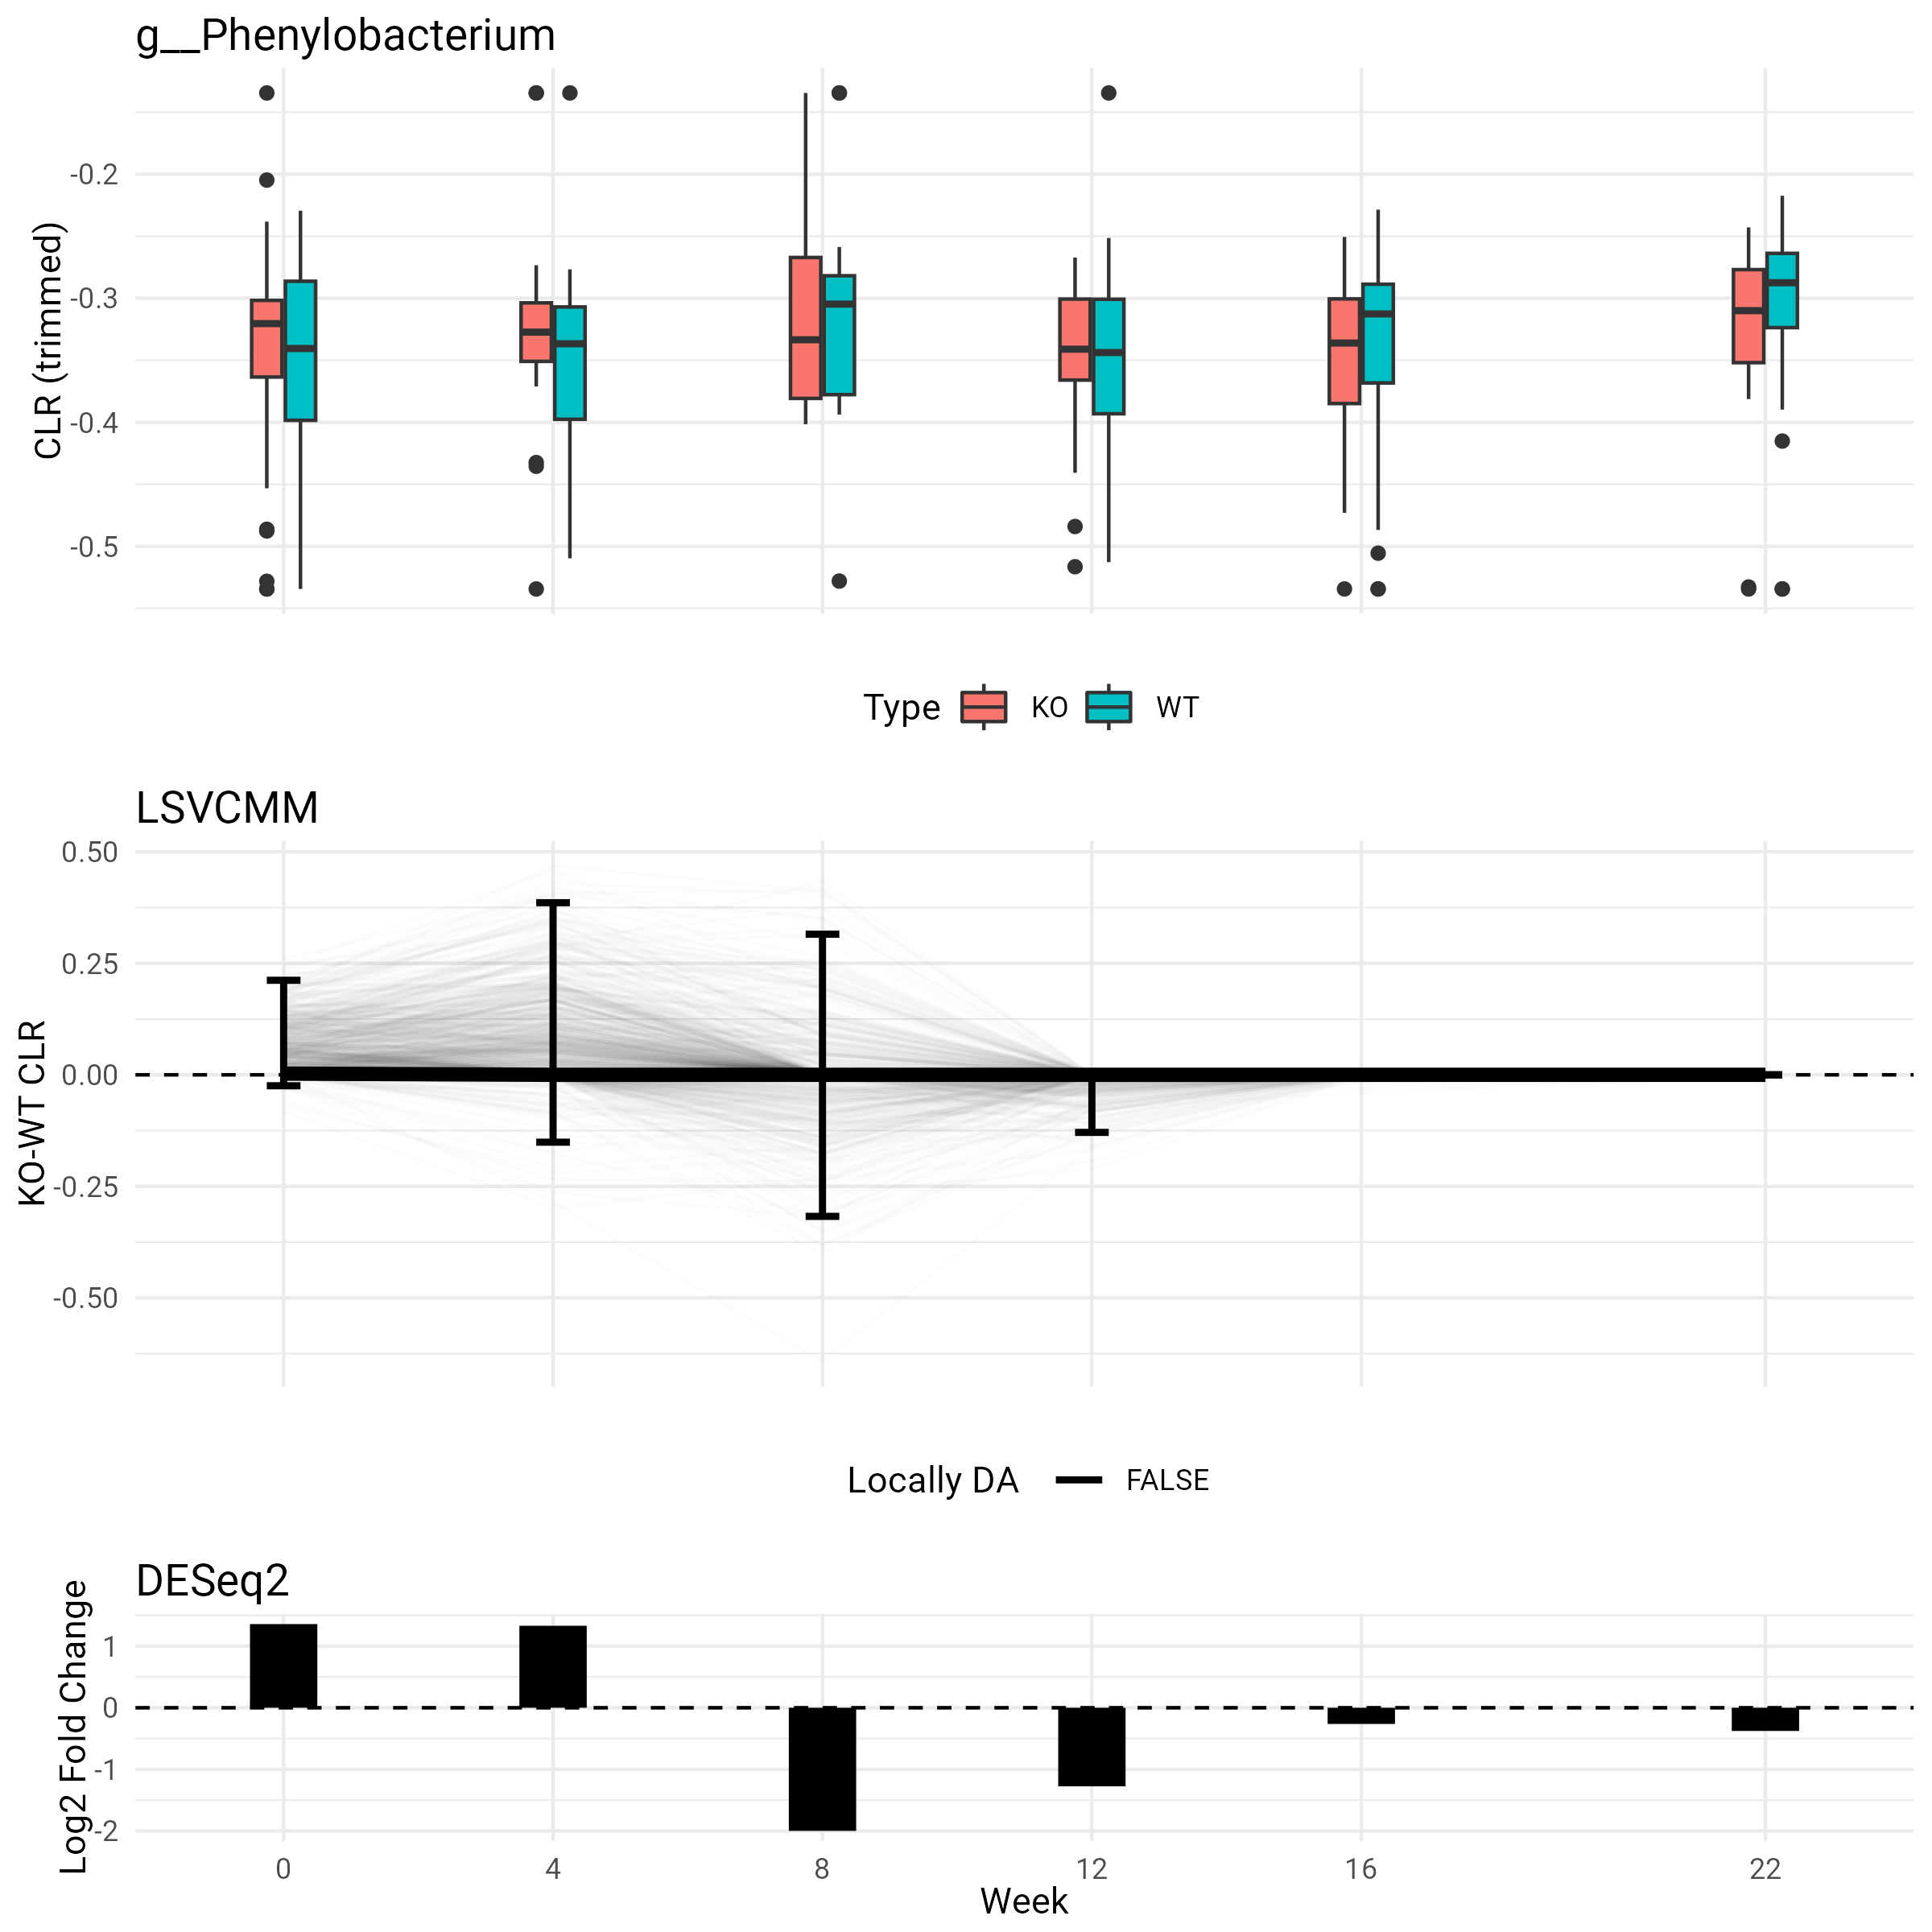 g__Phenylobacterium
CLR (trimmed)
-0.2
-0.3
-0.4
-0.5
Type KO WT
LSVCMM
KO-WT CLR
0.50
0.25
0.00
-0.25
-0.50
Locally DA FALSE
DESeq2
Log2 Fold Change
1
0
-1
-2
0 4 8 12 16 22
Week